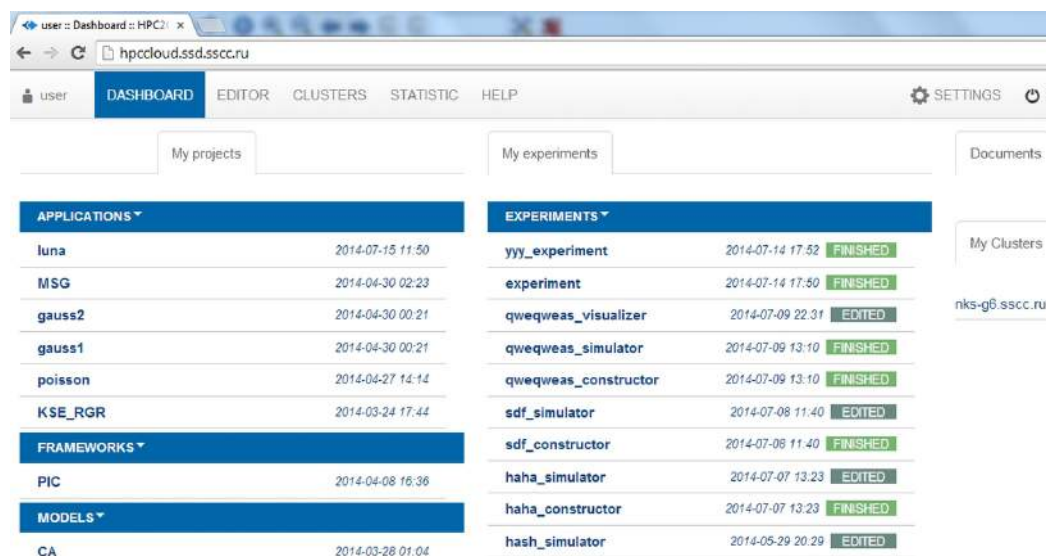 user :: Dashboard :: HPC2
hpccloud.ssd.sscc.ru
user DASHBOARD EDITOR CLUSTERS STATISTIC HELP SETTINGS
My projects
APPLICATIONS
luna 2014-07-15 11:50
MSG 2014-04-30 02:23
gauss2 2014-04-30 00:21
gauss1 2014-04-30 00:21
poisson 2014-04-27 14:14
KSE_RGR 2014-03-24 17:44
FRAMEWORKS
PIC 2014-04-08 16:36
MODELS
CA 2014-03-28 01:04
My experiments
EXPERIMENTS
yyy_experiment 2014-07-14 17:52 FINISHED
experiment 2014-07-14 17:50 FINISHED
qweqweas_visualizer 2014-07-09 22:31 EDITED
qweqweas_simulator 2014-07-09 13:10 FINISHED
qweqweas_constructor 2014-07-09 13:10 FINISHED
sdf_simulator 2014-07-08 11:40 EDITED
sdf_constructor 2014-07-08 11:40 FINISHED
haha_simulator 2014-07-07 13:23 EDITED
haha_constructor 2014-07-07 13:23 FINISHED
hash_simulator 2014-05-29 20:29 EDITED
Documents
My Clusters
nks-g6.sscc.ru